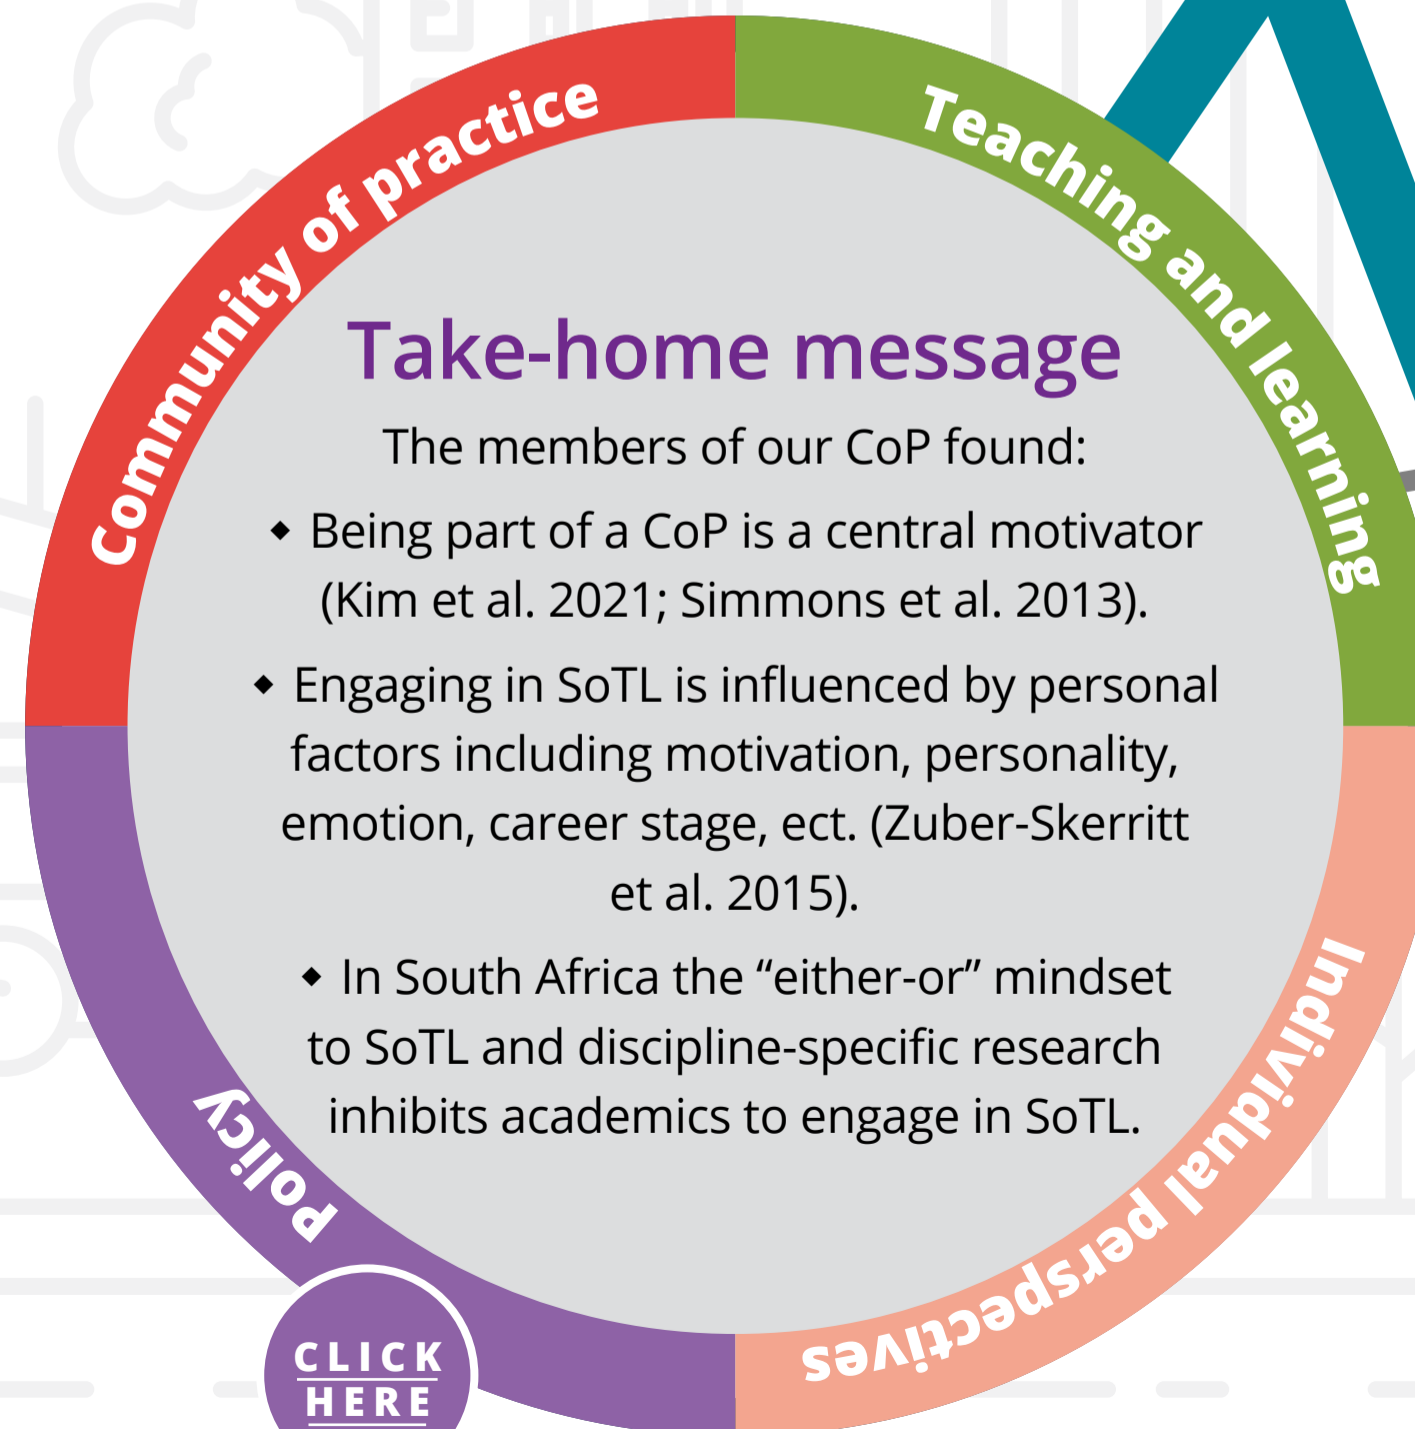 Community of practice
Teaching and learning
Take-home message
The members of our CoP found:
◆ Being part of a CoP is a central motivator
(Kim et al. 2021; Simmons et al. 2013).
◆ Engaging in SoTL is influenced by personal
factors including motivation, personality,
emotion, career stage, ect. (Zuber-Skerritt
et al. 2015).
◆ In South Africa the “either-or” mindset
to SoTL and discipline-specific research
inhibits academics to engage in SoTL.
Individual perspectives
Policy
CLICK
HERE